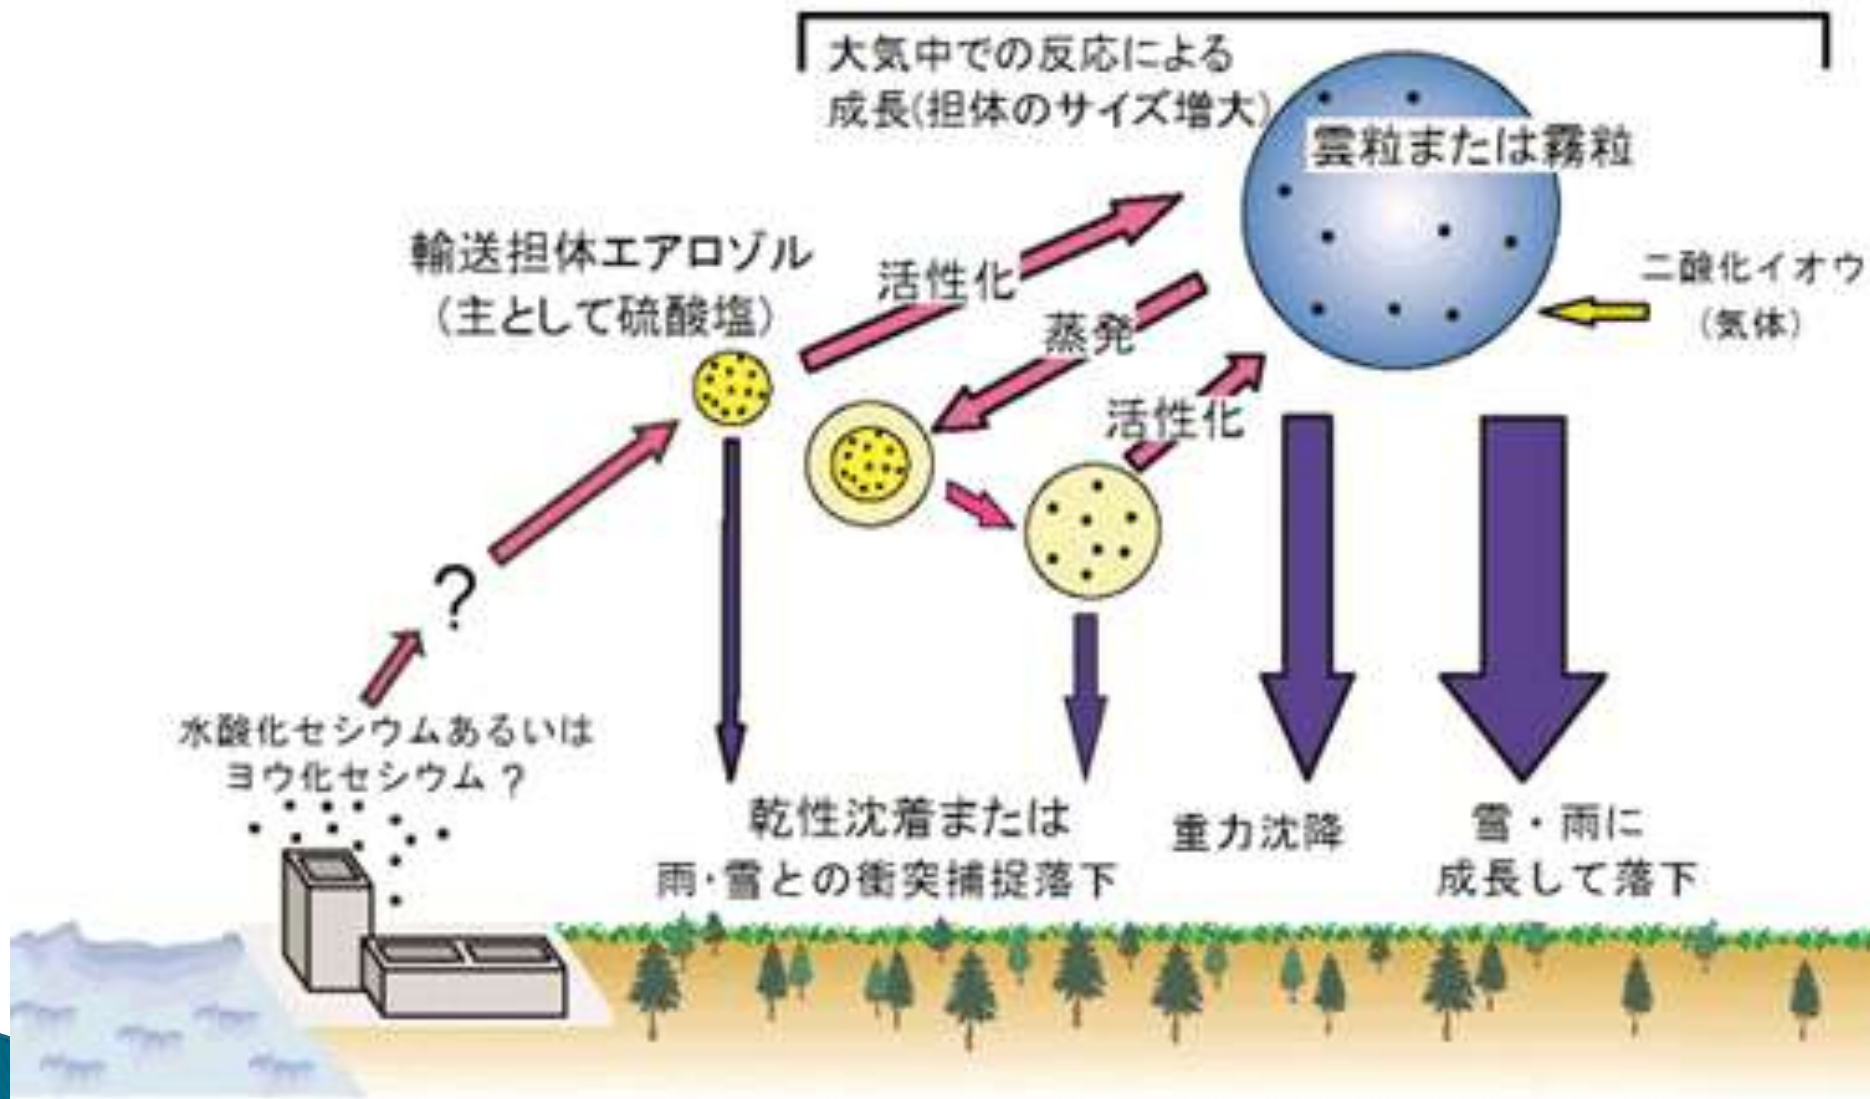 大気中での反応による
成長(担体のサイズ増大)
雲粒または霧粒
輸送担体エアロゾル
(主として硫酸塩)
活性化
蒸発
活性化
二酸化イオウ
(気体)
?
水酸化セシウムあるいは
ヨウ化セシウム?
乾性沈着または
雨・雪との衝突捕捉落下
重力沈降
雪・雨に
成長して落下